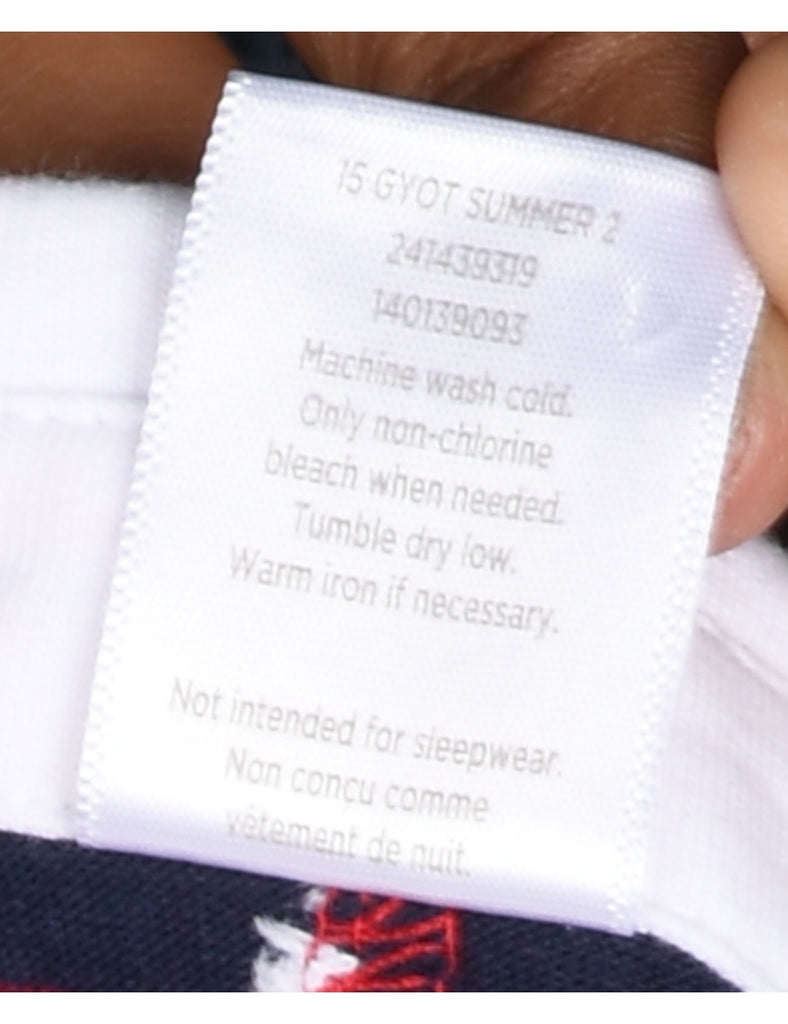 15 GYOT SUMMER 2
241439319
140139093
Machine wash cold.
Only non-chlorine
bleach when needed.
Tumble dry low.
Warm iron if necessary.
Not intended for sleepwear.
Non conçu comme
vêtement de nuit.